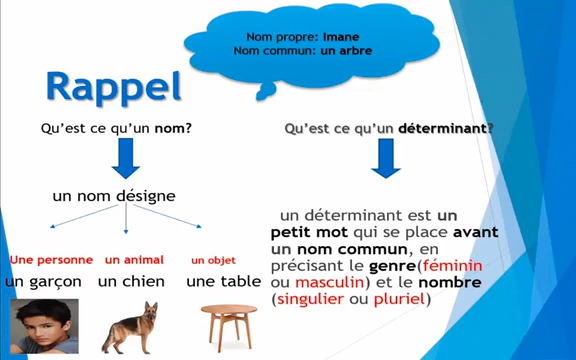 Nom propre: Imane
Nom commun: un arbre
Rappel
Qu'est ce qu'un nom?
un nom désigne
Une personne
un animal
un objet
un garçon
un chien
une table
Qu'est ce qu'un déterminant?
un déterminant est un
petit mot qui se place avant
un nom commun, en
précisant le genre(féminin
ou masculin) et le nombre
(singulier ou pluriel)